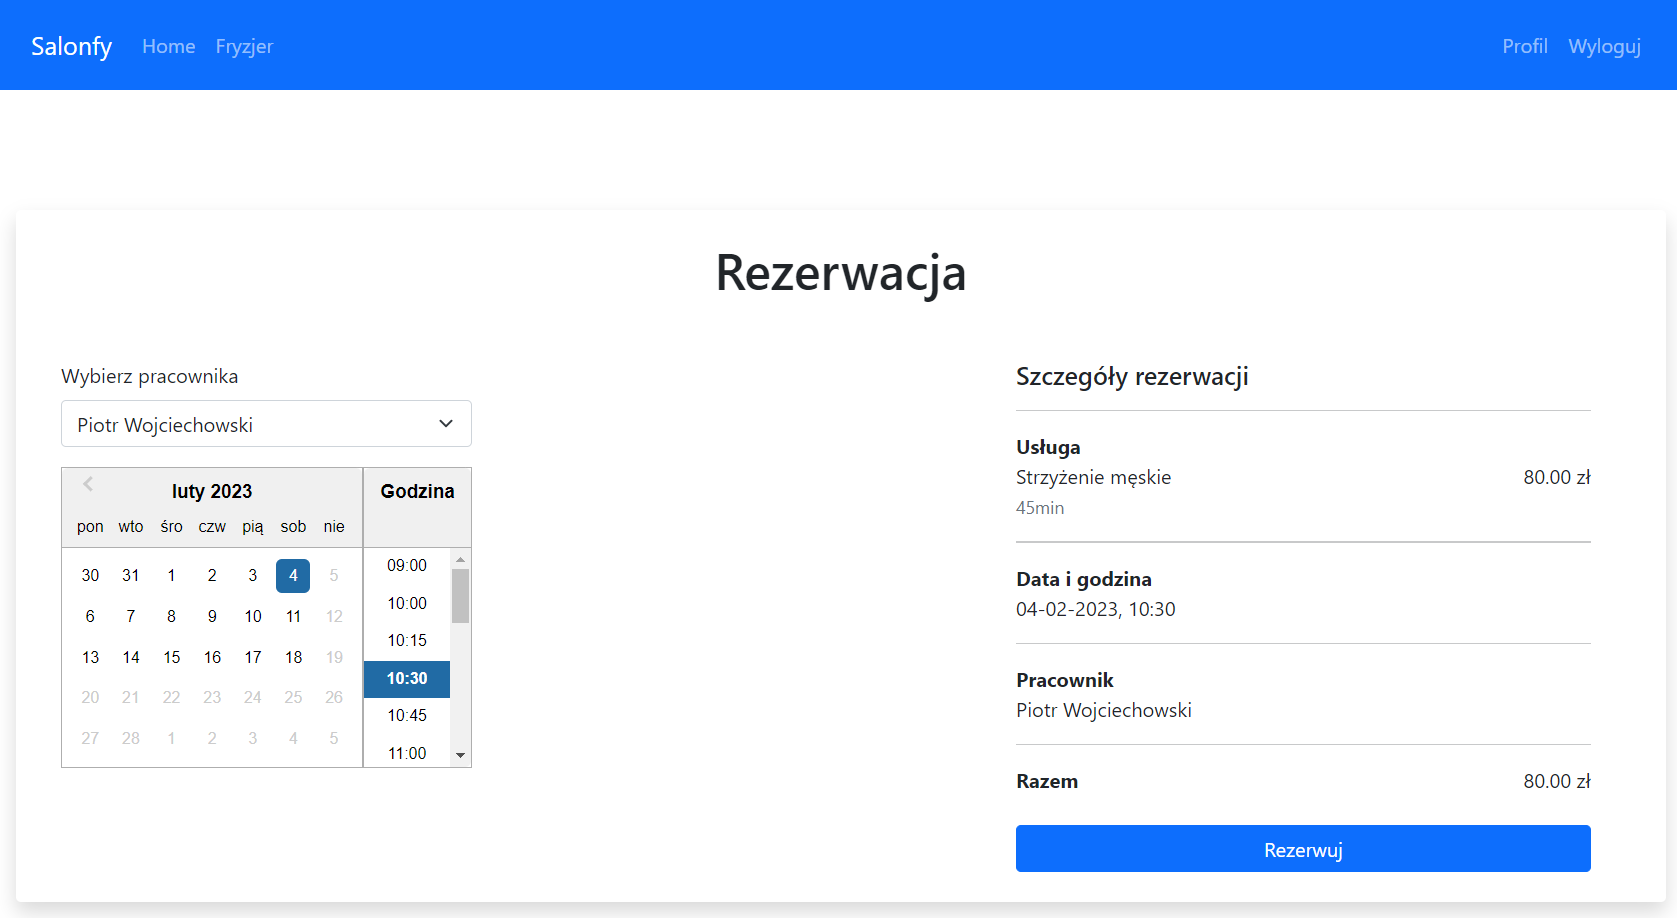 Salonfy Home Fryzjer Profil Wyloguj
Rezerwacja
Wybierz pracownika
Piotr Wojciechowski
luty 2023
pon wto śro czw pią sob nie
30 31 1 2 3 4 5
6 7 8 9 10 11 12
13 14 15 16 17 18 19
20 21 22 23 24 25 26
27 28 1 2 3 4 5
Godzina
09:00
10:00
10:15
10:30
10:45
11:00
Szczegóły rezerwacji
Usługa
Strzyżenie męskie 80.00 zł
45min
Data i godzina
04-02-2023, 10:30
Pracownik
Piotr Wojciechowski
Razem 80.00 zł
Rezerwuj